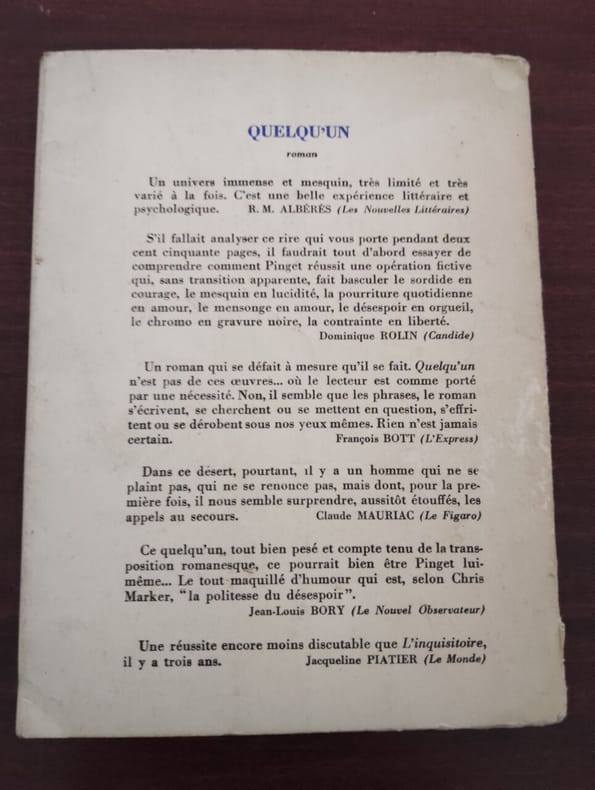 QUELQU'UN
roman
Un univers immense et mesquin, très limité et très
varié à la fois. C'est une belle expérience littéraire et
psychologique. R. M. ALBÉRÈS (Les Nouvelles Littéraires)
S'il fallait analyser ce rire qui vous porte pendant deux
cent cinquante pages, il faudrait tout d'abord essayer de
comprendre comment Pinget réussit une opération fictive
qui, sans transition apparente, fait basculer le sordide en
courage, le mesquin en lucidité, la pourriture quotidienne
en amour, le mensonge en amour, le désespoir en orgueil,
le chromo en gravure noire, la contrainte en liberté.
Dominique ROLIN (Candide)
Un roman qui se défait à mesure qu'il se fait. Quelqu'un
n'est pas de ces œuvres... où le lecteur est comme porté
par une nécessité. Non, il semble que les phrases, le roman
s'écrivent, se cherchent ou se mettent en question, s'effri-
tent ou se dérobent sous nos yeux mêmes. Rien n'est jamais
certain. François BOTT (L'Express)
Dans ce désert, pourtant, il y a un homme qui ne se
plaint pas, qui ne se renonce pas, mais dont, pour la pre-
mière fois, il nous semble surprendre, aussitôt étouffés, les
appels au secours. Claude MAURIAC (Le Figaro)
Ce quelqu'un, tout bien pesé et compte tenu de la trans-
position romanesque, ce pourrait bien être Pinget lui-
même... Le tout maquillé d'humour qui est, selon Chris
Marker, "la politesse du désespoir".
Jean-Louis BORY (Le Nouvel Observateur)
Une réussite encore moins discutable que L'inquisitoire,
il y a trois ans. Jacqueline PIATIER (Le Monde)